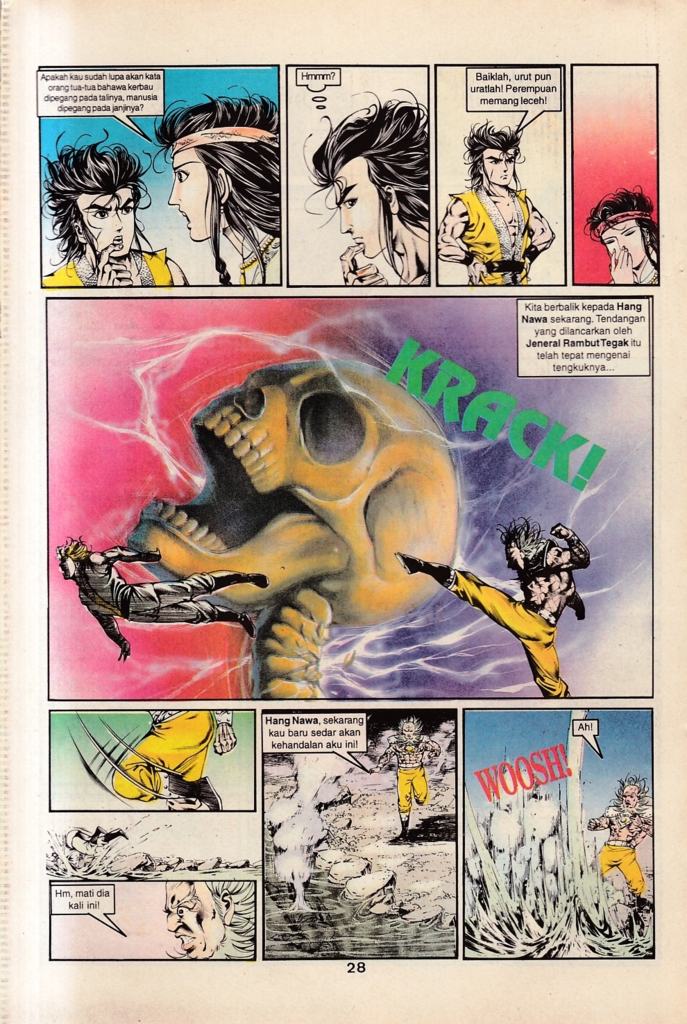 Apakah kau sudah lupa akan kata
orang tua-tua bahawa kerbau
dipegang pada talinya, manusia
dipegang pada janjinya?
Hmmm?
Baiklah, urut pun
uratlah! Perempuan
memang leceh!
Kita berbalik kepada Hang
Nawa sekarang. Tendangan
yang dilancarkan oleh
Jeneral Rambut Tegak itu
telah tepat mengenai
tengkuknya...
KRACK!
Hm, mati dia
kali ini!
Hang Nawa, sekarang
kau baru sedar akan
kehandalan aku ini!
WOOSH!
Ah!
28